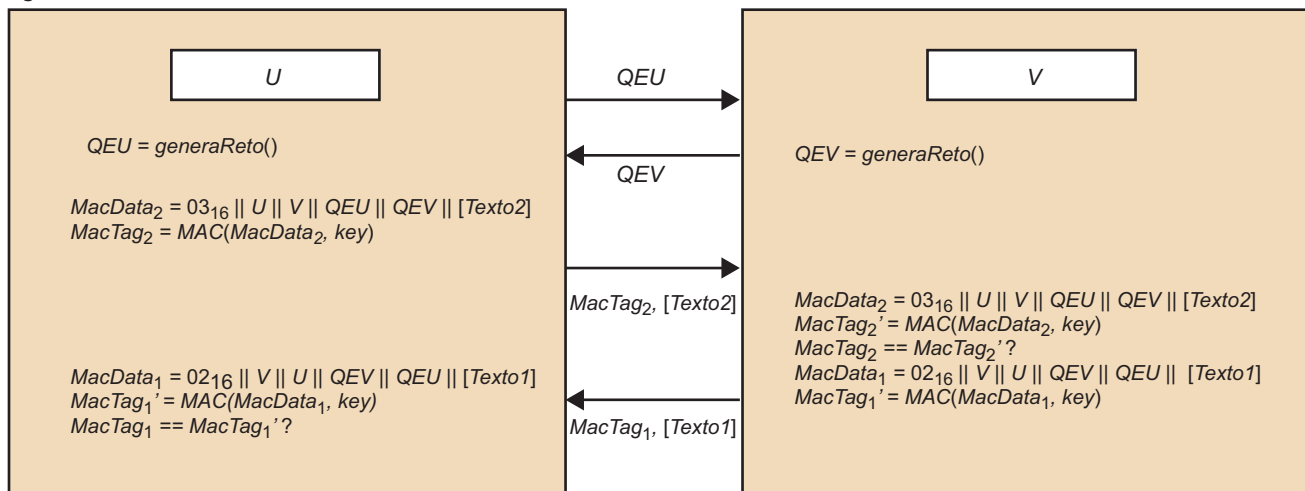 U
QEU = generaReto()
MacData2 = 0316 || U || V || QEU || QEV || [Texto2]
MacTag2 = MAC(MacData2, key)
MacData1 = 0216 || V || U || QEV || QEU || [Texto1]
MacTag1’ = MAC(MacData1, key)
MacTag1 == MacTag1’?
QEU
QEV
MacTag2, [Texto2]
MacTag1, [Texto1]
V
QEV = generaReto()
MacData2 = 0316 || U || V || QEU || QEV || [Texto2]
MacTag2’ = MAC(MacData2, key)
MacTag2 == MacTag2’?
MacData1 = 0216 || V || U || QEV || QEU || [Texto1]
MacTag1’ = MAC(MacData1, key)